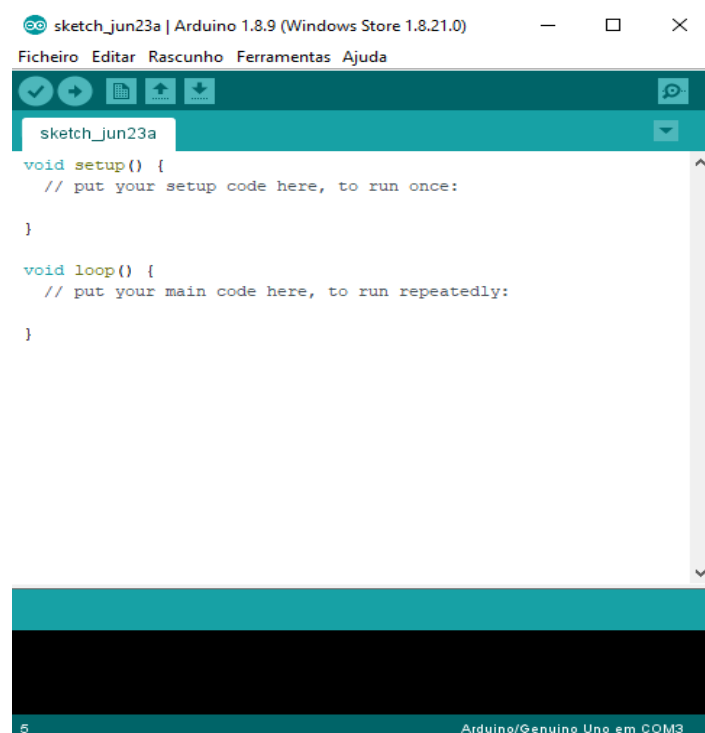 sketch_jun23a | Arduino 1.8.9 (Windows Store 1.8.21.0)
Ficheiro Editar Rascunho Ferramentas Ajuda
sketch_jun23a
void setup() {
  // put your setup code here, to run once:
}
void loop() {
  // put your main code here, to run repeatedly:
}
5 Arduino/Genuino Uno em COM3